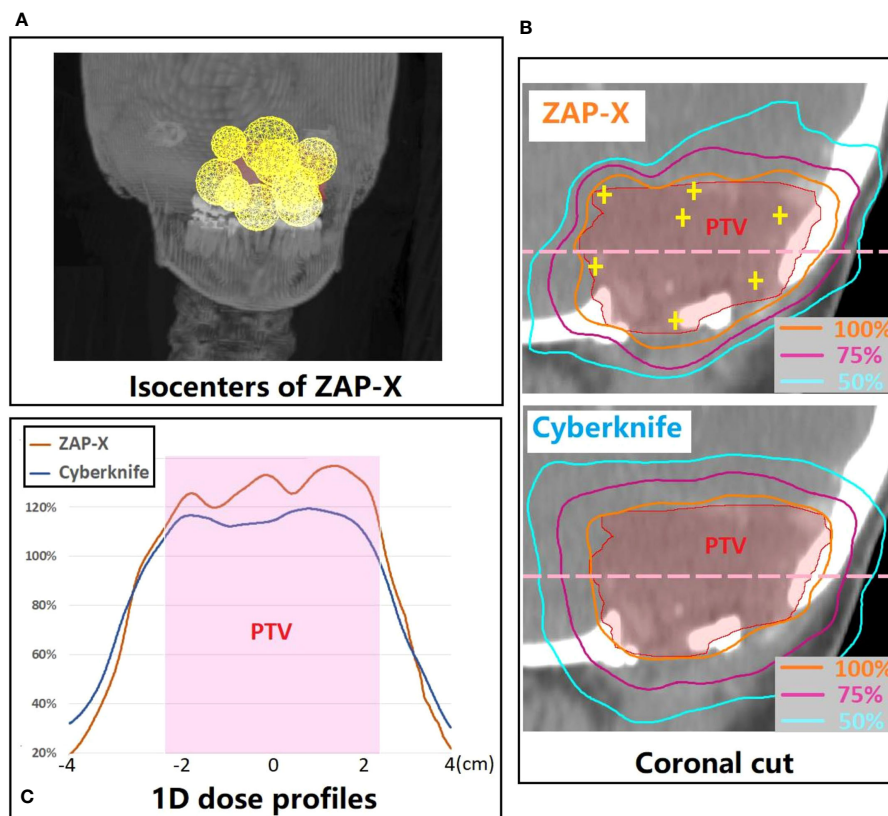 A
Isocenters of ZAP-X
B
ZAP-X
PTV
100%
75%
50%
Cyberknife
PTV
100%
75%
50%
Coronal cut
ZAP-X
Cyberknife
120%
100%
80%
60%
40%
20%
PTV
-4 -2 0 2 4(cm)
C
1D dose profiles